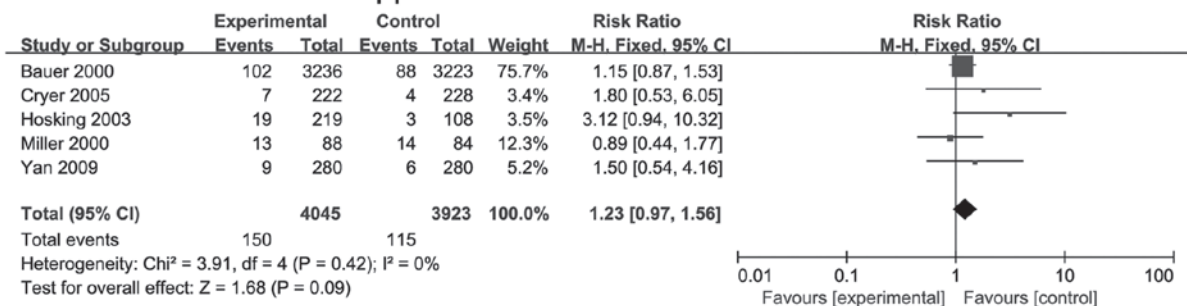 Experimental Control Risk Ratio Risk Ratio
Study or Subgroup Events Total Events Total Weight M-H, Fixed, 95% CI M-H, Fixed, 95% CI
Bauer 2000 102 3236 88 3223 75.7% 1.15 [0.87, 1.53]
Cryer 2005 7 222 4 228 3.4% 1.80 [0.53, 6.05]
Hosking 2003 19 219 3 108 3.5% 3.12 [0.94, 10.32]
Miller 2000 13 88 14 84 12.3% 0.89 [0.44, 1.77]
Yan 2009 9 280 6 280 5.2% 1.50 [0.54, 4.16]
Total (95% CI) 4045 3923 100.0% 1.23 [0.97, 1.56]
Total events 150 115
Heterogeneity: Chi² = 3.91, df = 4 (P = 0.42); I² = 0%
Test for overall effect: Z = 1.68 (P = 0.09)
0.01 0.1 1 10 100
Favours [experimental] Favours [control]